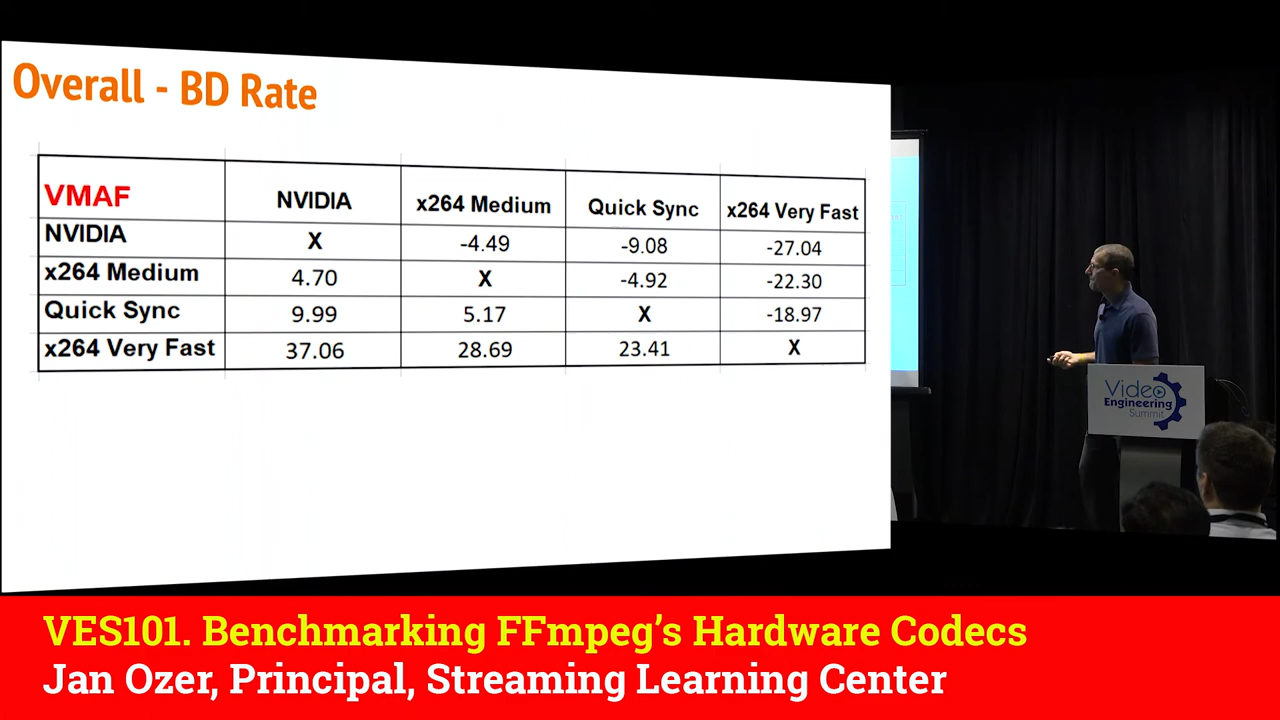 Overall - BD Rate
VMAF NVIDIA x264 Medium Quick Sync x264 Very Fast
NVIDIA X -4.49 -9.08 -27.04
x264 Medium 4.70 X -4.92 -22.30
Quick Sync 9.99 5.17 X -18.97
x264 Very Fast 37.06 28.69 23.41 X
Video
Engineering
Summit
VES101. Benchmarking FFmpeg's Hardware Codecs
Jan Ozer, Principal, Streaming Learning Center